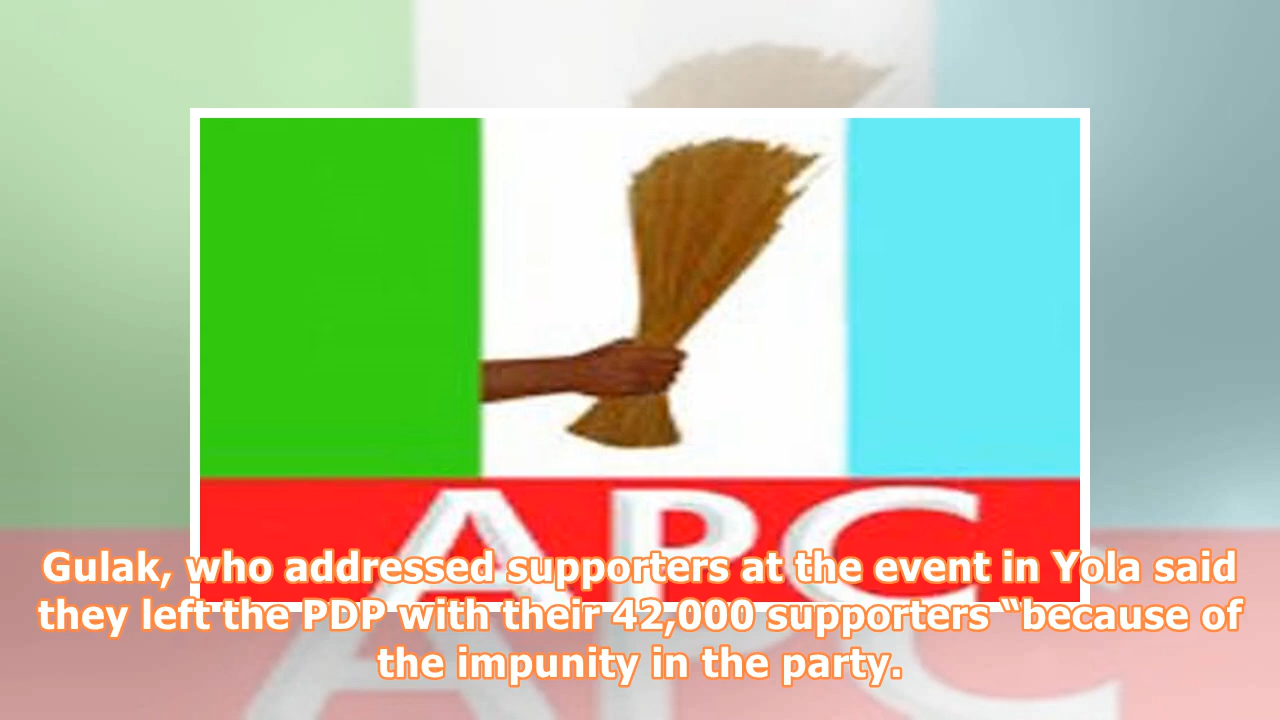 APC
Gulak, who addressed supporters at the event in Yola said
they left the PDP with their 42,000 supporters “because of
the impunity in the party.
APC